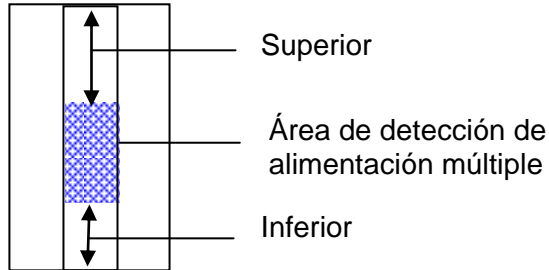 Superior
Área de detección de
alimentación múltiple
Inferior